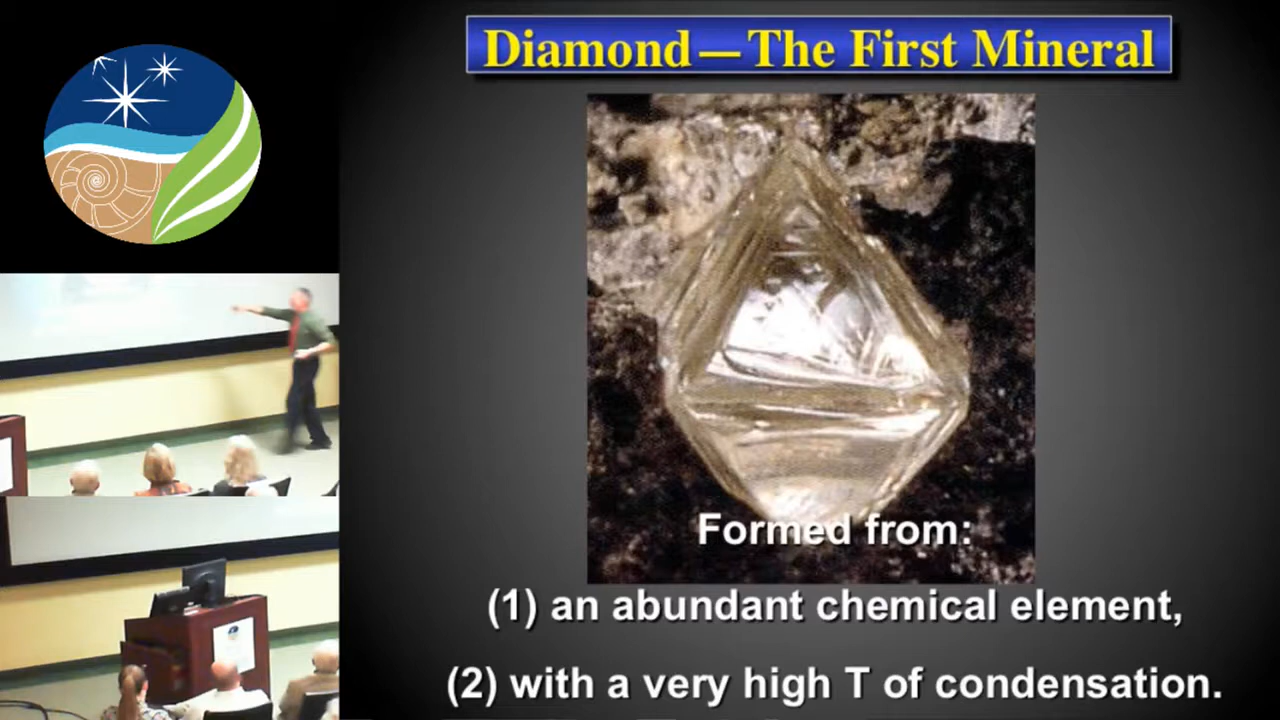 Diamond—The First Mineral
Formed from:
(1) an abundant chemical element,
(2) with a very high T of condensation.